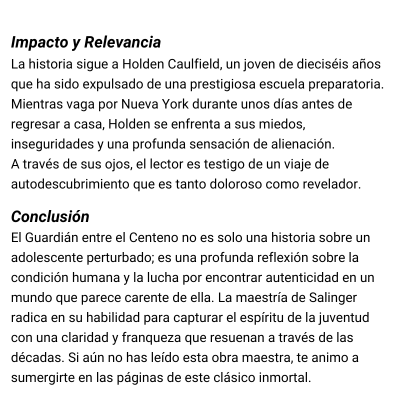 Impacto y Relevancia
La historia sigue a Holden Caulfield, un joven de dieciséis años
que ha sido expulsado de una prestigiosa escuela preparatoria.
Mientras vaga por Nueva York durante unos días antes de
regresar a casa, Holden se enfrenta a sus miedos,
inseguridades y una profunda sensación de alienación.
A través de sus ojos, el lector es testigo de un viaje de
autodescubrimiento que es tanto doloroso como revelador.
Conclusión
El Guardián entre el Centeno no es solo una historia sobre un
adolescente perturbado; es una profunda reflexión sobre la
condición humana y la lucha por encontrar autenticidad en un
mundo que parece carente de ella. La maestría de Salinger
radica en su habilidad para capturar el espíritu de la juventud
con una claridad y franqueza que resuenan a través de las
décadas. Si aún no has leído esta obra maestra, te animo a
sumergirte en las páginas de este clásico inmortal.